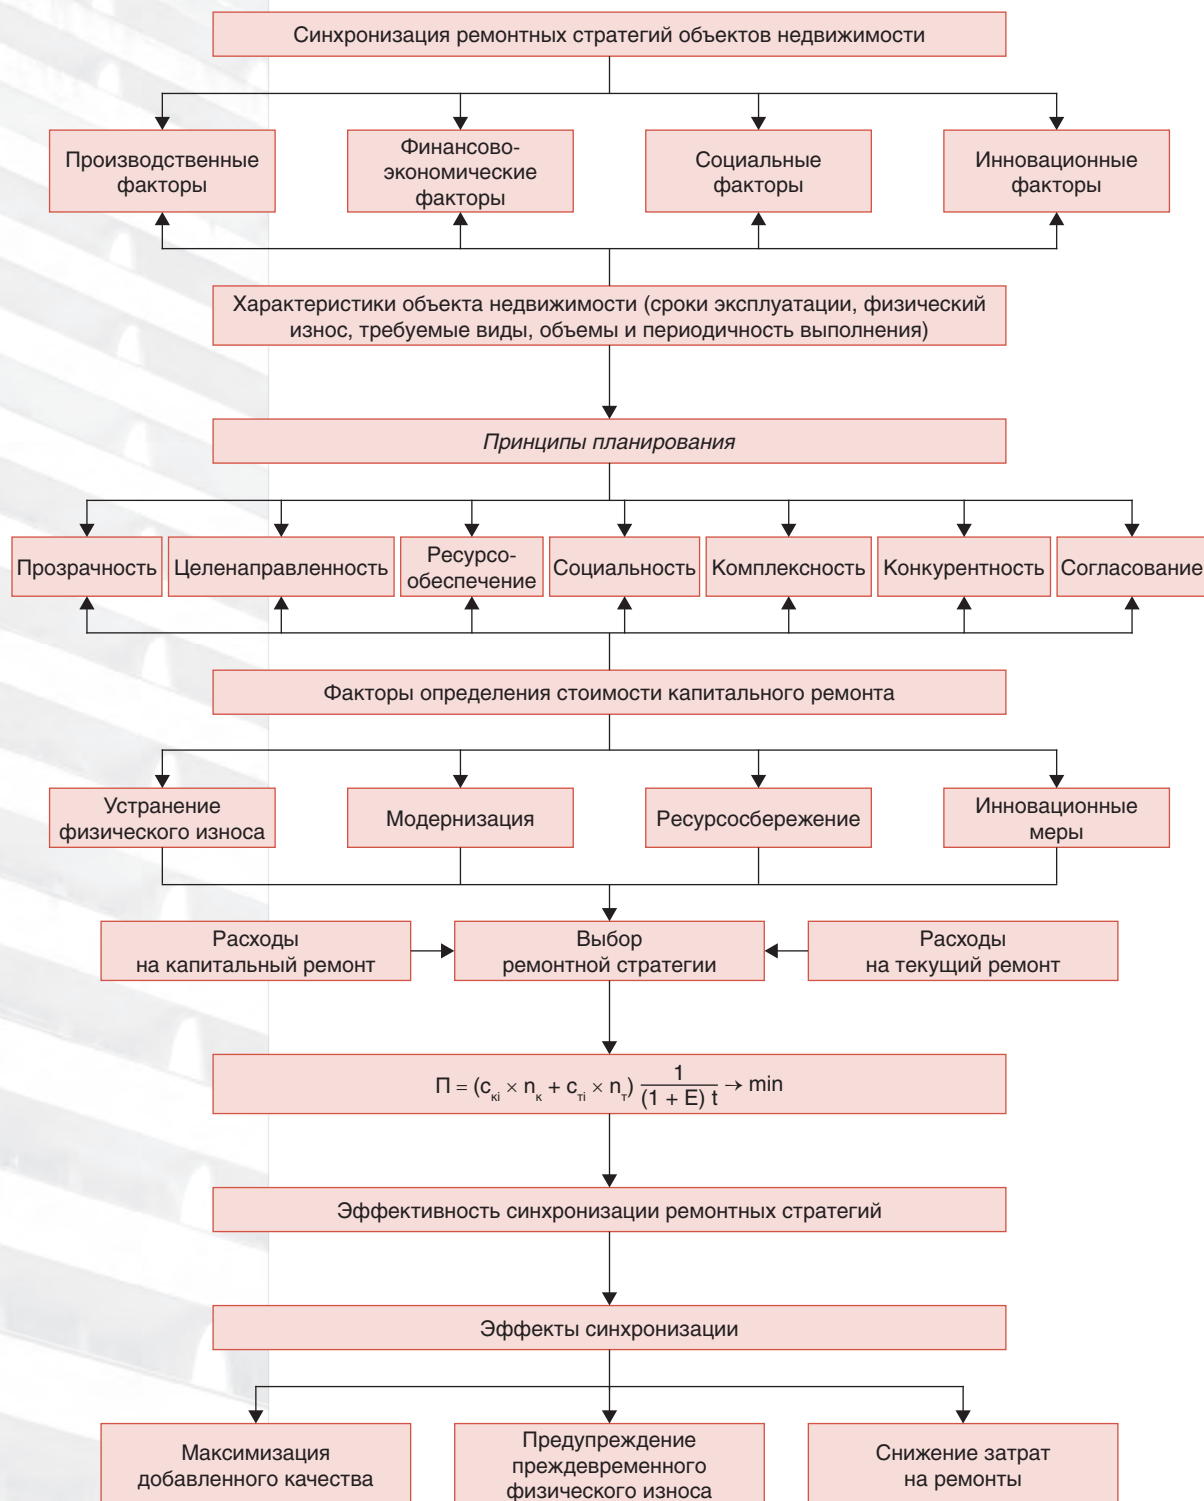 Синхронизация ремонтных стратегий объектов недвижимости
Производственные
факторы
Финансово-
экономические
факторы
Социальные
факторы
Инновационные
факторы
Характеристики объекта недвижимости (сроки эксплуатации, физический
износ, требуемые виды, объемы и периодичность выполнения)
Принципы планирования
Прозрачность
Целенаправленность
Ресурсо-
обеспечение
Социальность
Комплексность
Конкурентность
Согласование
Факторы определения стоимости капитального ремонта
Устранение
физического износа
Модернизация
Ресурсосбережение
Инновационные
меры
Расходы
на капитальный ремонт
Выбор
ремонтной стратегии
Расходы
на текущий ремонт
П = (c_кi × n_к + c_тi × n_т) 1 / (1 + E) t → min
Эффективность синхронизации ремонтных стратегий
Эффекты синхронизации
Максимизация
добавленного качества
Предупреждение
преждевременного
физического износа
Снижение затрат
на ремонты